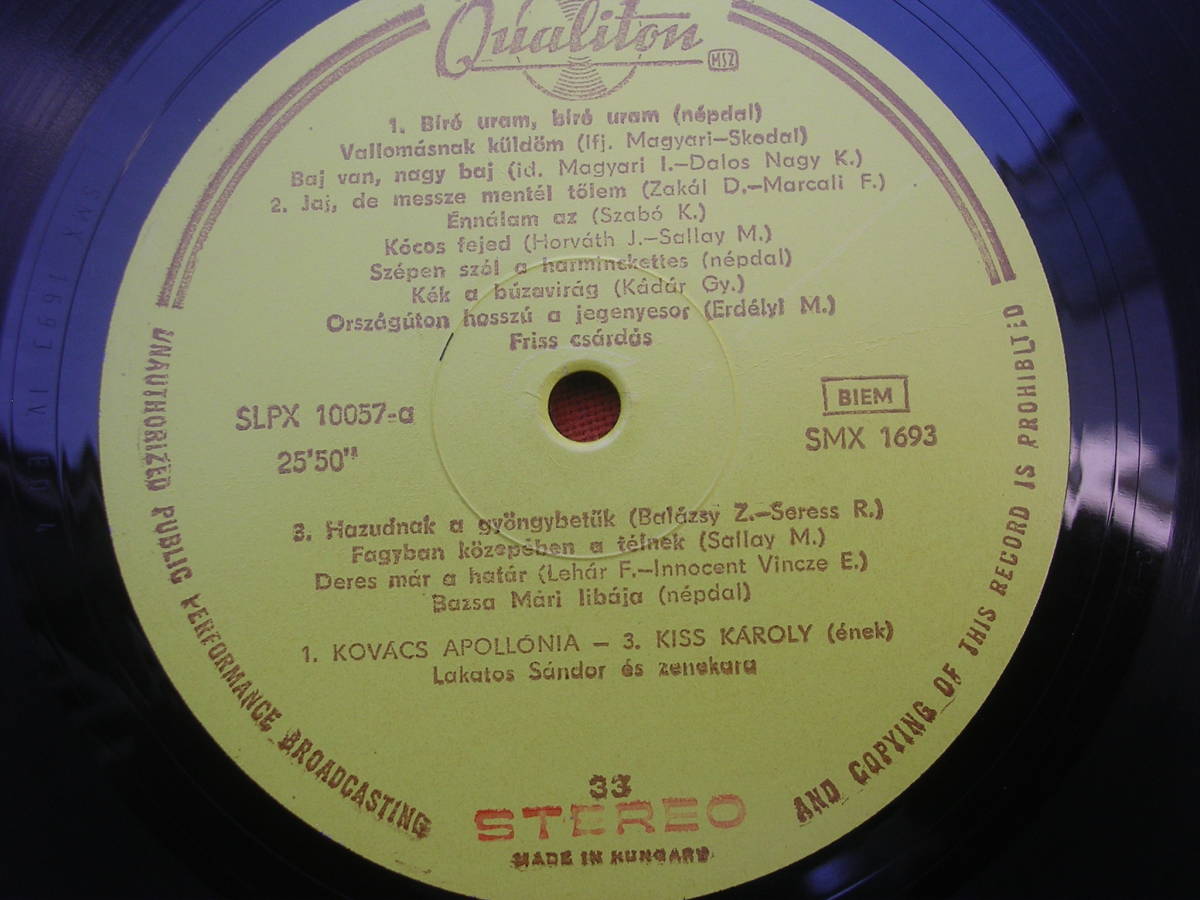 Qualiton
MSZ
1. Bíró uram, bíró uram (népdal)
Vallomásnak küldöm (Ifj. Magyari–Skodal)
Baj van, nagy baj (id. Magyari I.–Dalos Nagy K.)
2. Jaj, de messze mentél tőlem (Zakál D.–Marcali F.)
Énnálam az (Szabó K.)
Kócos fejed (Horváth J.–Sallay M.)
Szépen szól a harminckettes (népdal)
Kék a búzavirág (Kádár Gy.)
Országúton hosszú a jegenyesor (Erdélyi M.)
Friss csárdás
SLPX 10057-a
25'50"
BIEM
SMX 1693
3. Hazudnak a gyöngybetűk (Balázsy Z.–Seress R.)
Fagyban közepében a télnek (Sallay M.)
Deres már a határ (Lehár F.–Innocent Vincze E.)
Bazsa Mári libája (népdal)
1. KOVÁCS APOLLÓNIA – 3. KISS KÁROLY (ének)
Lakatos Sándor és zenekara
33
STEREO
MADE IN HUNGARY
UNAUTHORIZED PUBLIC PERFORMANCE BROADCASTING AND COPYING OF THIS RECORD IS PROHIBITED